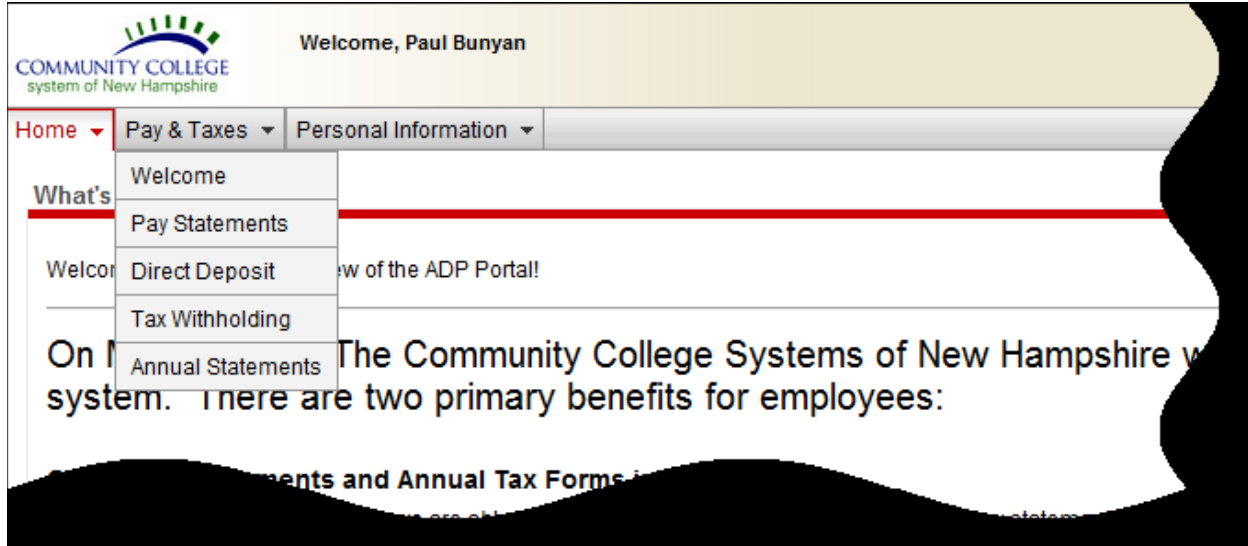 Welcome, Paul Bunyan
COMMUNITY COLLEGE
system of New Hampshire
Home Pay & Taxes Personal Information
Welcome
What's
Pay Statements
Welcor Direct Deposit ew of the ADP Portal!
Tax Withholding
On The Community College Systems of New Hampshire
Annual Statements
system. There are two primary benefits for employees:
ents and Annual Tax Forms